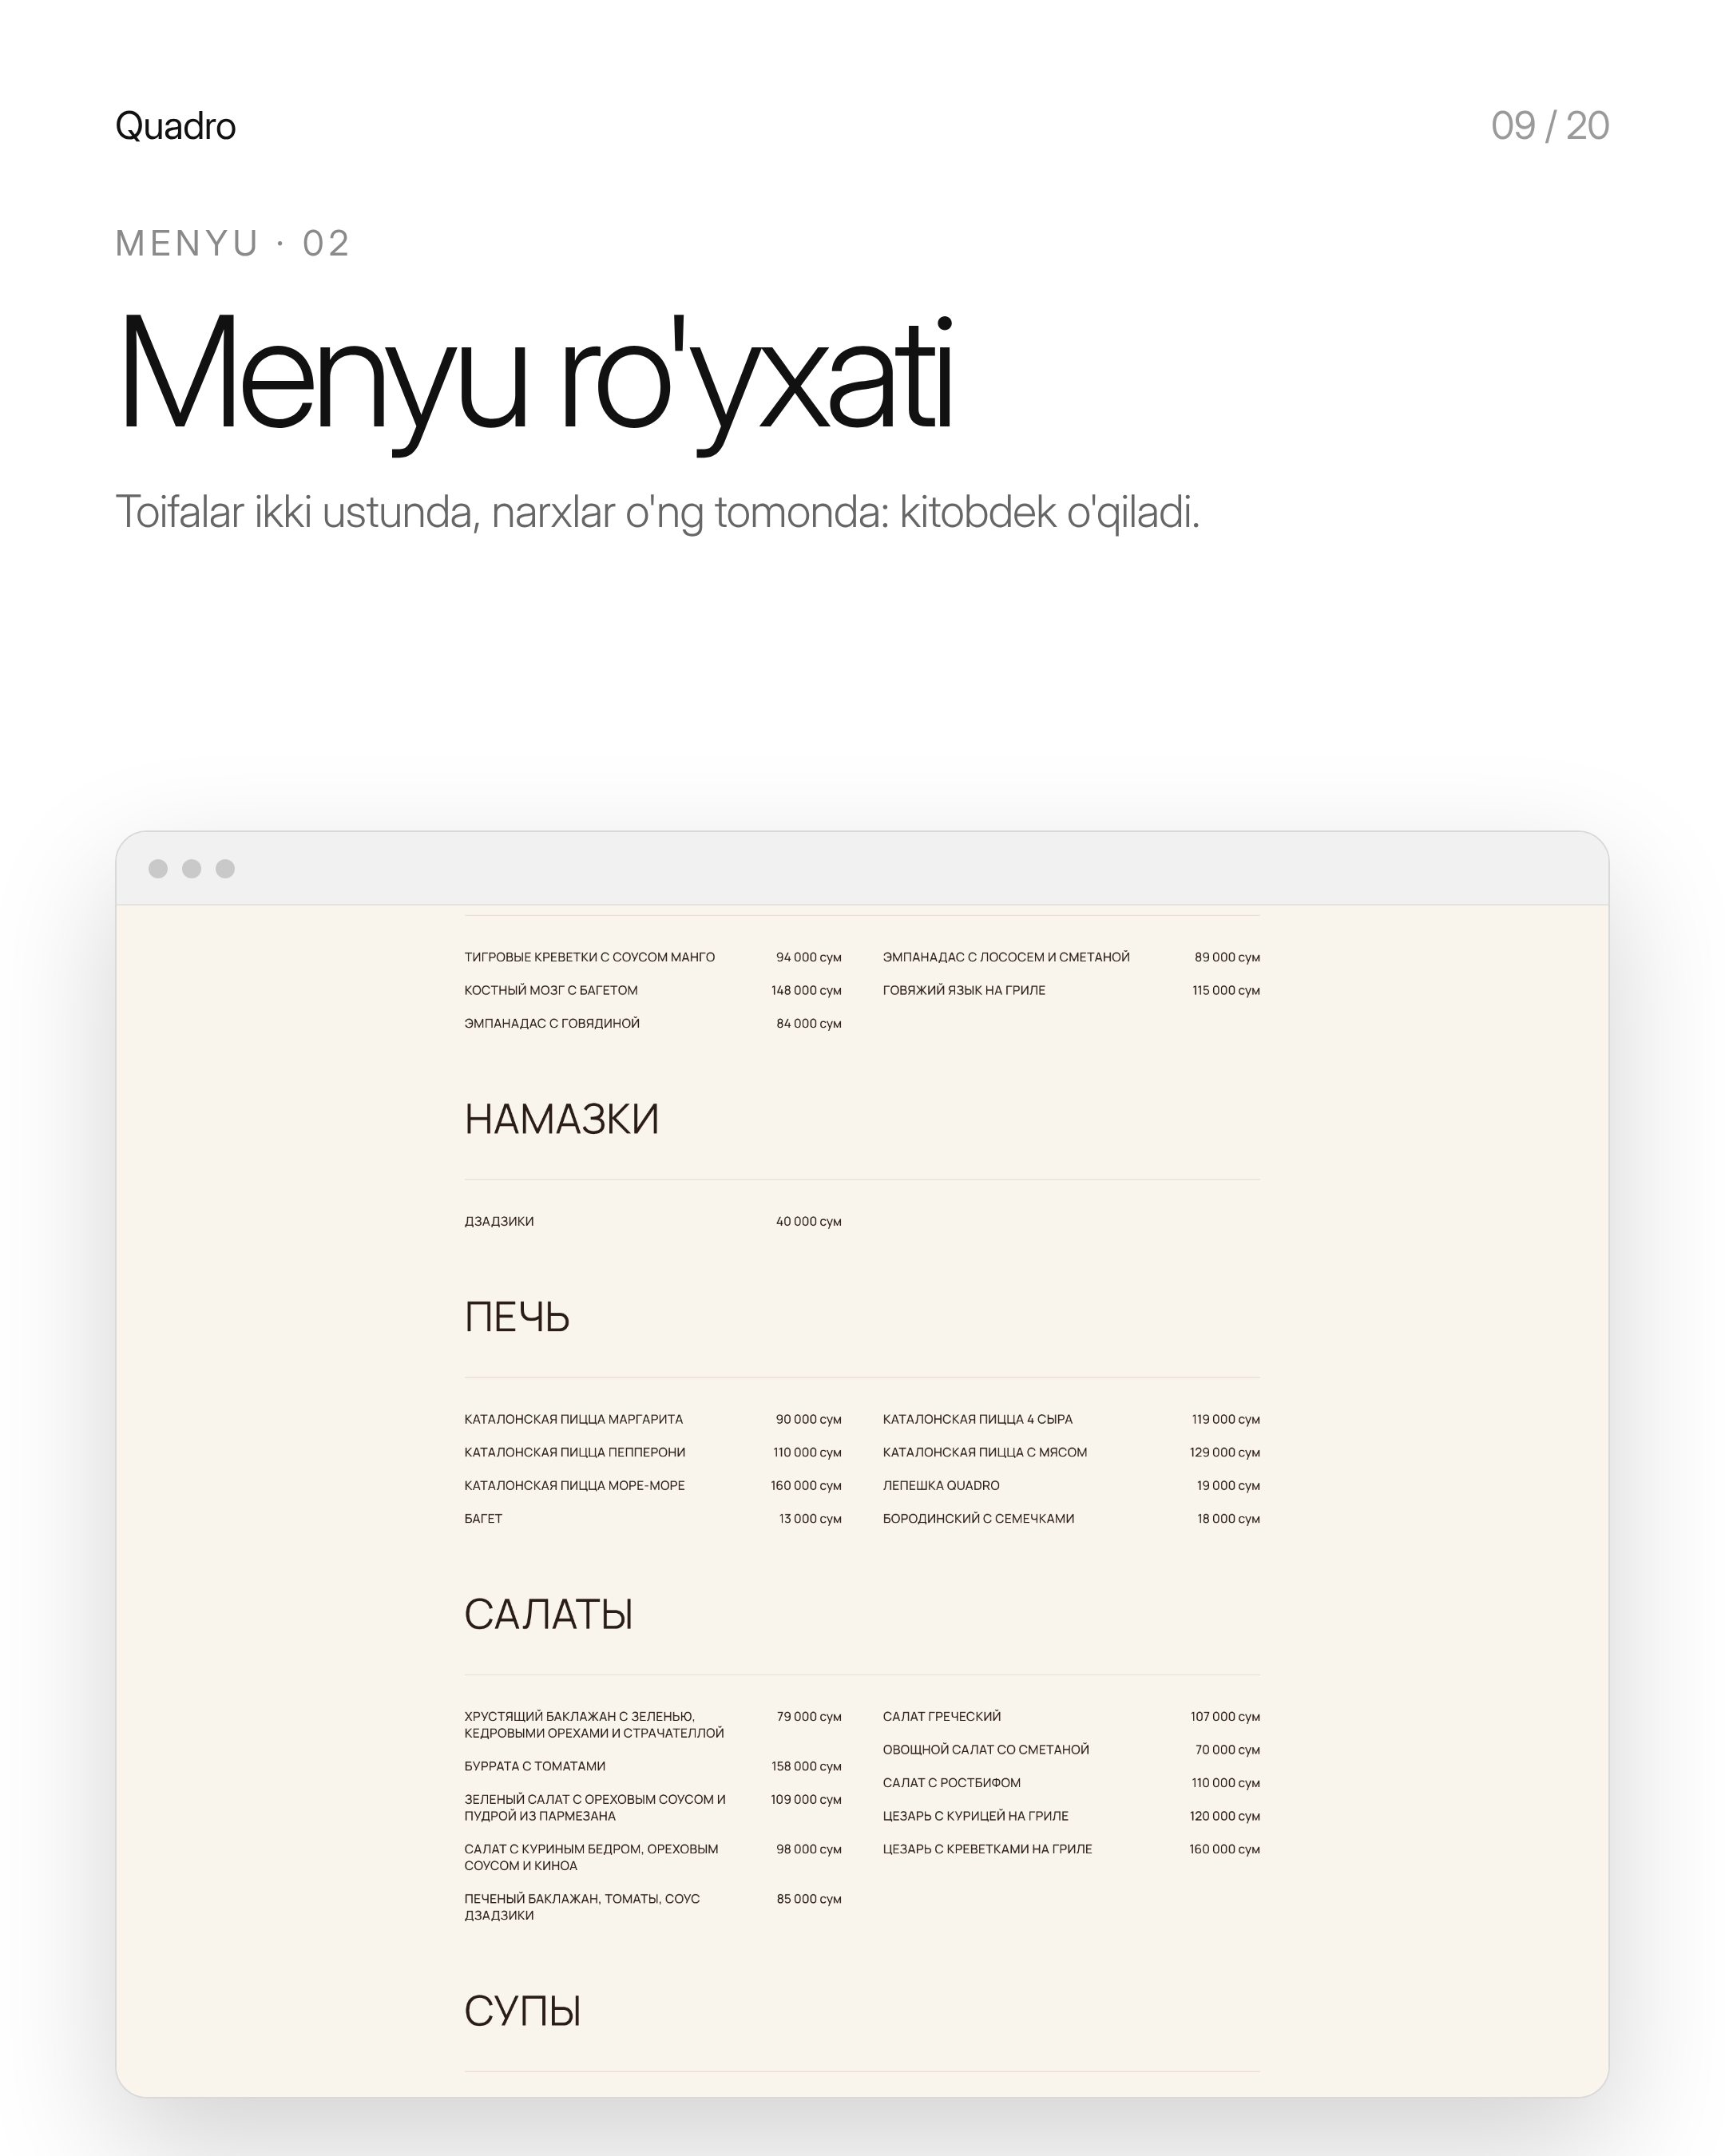 Quadro
09 / 20
MENYU · 02
Menyu ro'yxati
Toifalar ikki ustunda, narxlar o'ng tomonda: kitobdek o'qiladi.
ТИГРОВЫЕ КРЕВЕТКИ С СОУСОМ МАНГО 94 000 сум
КОСТНЫЙ МОЗГ С БАГЕТОМ 148 000 сум
ЭМПАНАДАС С ГОВЯДИНОЙ 84 000 сум
ЭМПАНАДАС С ЛОСОСЕМ И СМЕТАНОЙ 89 000 сум
ГОВЯЖИЙ ЯЗЫК НА ГРИЛЕ 115 000 сум
НАМАЗКИ
ДЗАДЗИКИ 40 000 сум
ПЕЧЬ
КАТАЛОНСКАЯ ПИЦЦА МАРГАРИТА 90 000 сум
КАТАЛОНСКАЯ ПИЦЦА ПЕППЕРОНИ 110 000 сум
КАТАЛОНСКАЯ ПИЦЦА МОРЕ-МОРЕ 160 000 сум
БАГЕТ 13 000 сум
КАТАЛОНСКАЯ ПИЦЦА 4 СЫРА 119 000 сум
КАТАЛОНСКАЯ ПИЦЦА С МЯСОМ 129 000 сум
ЛЕПЕШКА QUADRO 19 000 сум
БОРОДИНСКИЙ С СЕМЕЧКАМИ 18 000 сум
САЛАТЫ
ХРУСТЯЩИЙ БАКЛАЖАН С ЗЕЛЕНЬЮ, 79 000 сум
КЕДРОВЫМИ ОРЕХАМИ И СТРАЧАТЕЛЛОЙ
БУРРАТА С ТОМАТАМИ 158 000 сум
ЗЕЛЕНЫЙ САЛАТ С ОРЕХОВЫМ СОУСОМ И 109 000 сум
ПУДРОЙ ИЗ ПАРМЕЗАНА
САЛАТ С КУРИНЫМ БЕДРОМ, ОРЕХОВЫМ 98 000 сум
СОУСОМ И КИНОА
ПЕЧЕНЫЙ БАКЛАЖАН, ТОМАТЫ, СОУС 85 000 сум
ДЗАДЗИКИ
САЛАТ ГРЕЧЕСКИЙ 107 000 сум
ОВОЩНОЙ САЛАТ СО СМЕТАНОЙ 70 000 сум
САЛАТ С РОСТБИФОМ 110 000 сум
ЦЕЗАРЬ С КУРИЦЕЙ НА ГРИЛЕ 120 000 сум
ЦЕЗАРЬ С КРЕВЕТКАМИ НА ГРИЛЕ 160 000 сум
СУПЫ